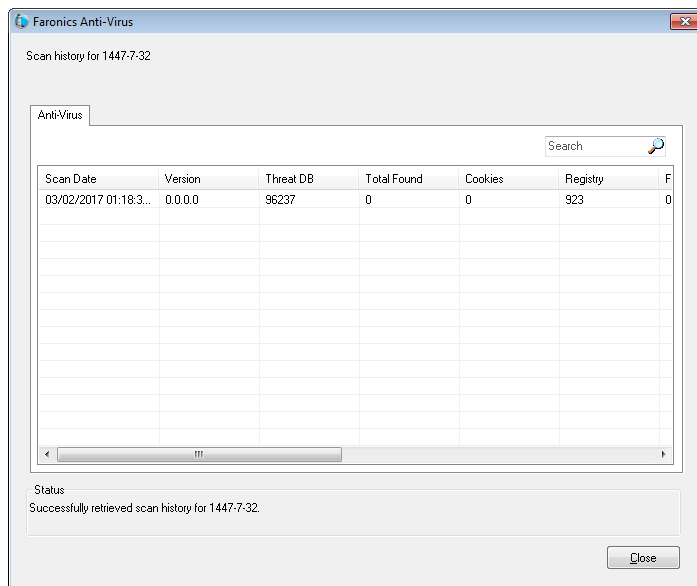 Faronics Anti-Virus
Scan history for 1447-7-32
Anti-Virus
Search
Scan Date Version Threat DB Total Found Cookies Registry F
03/02/2017 01:18:3... 0.0.0.0 96237 0 0 923 0
Status
Successfully retrieved scan history for 1447-7-32.
Close